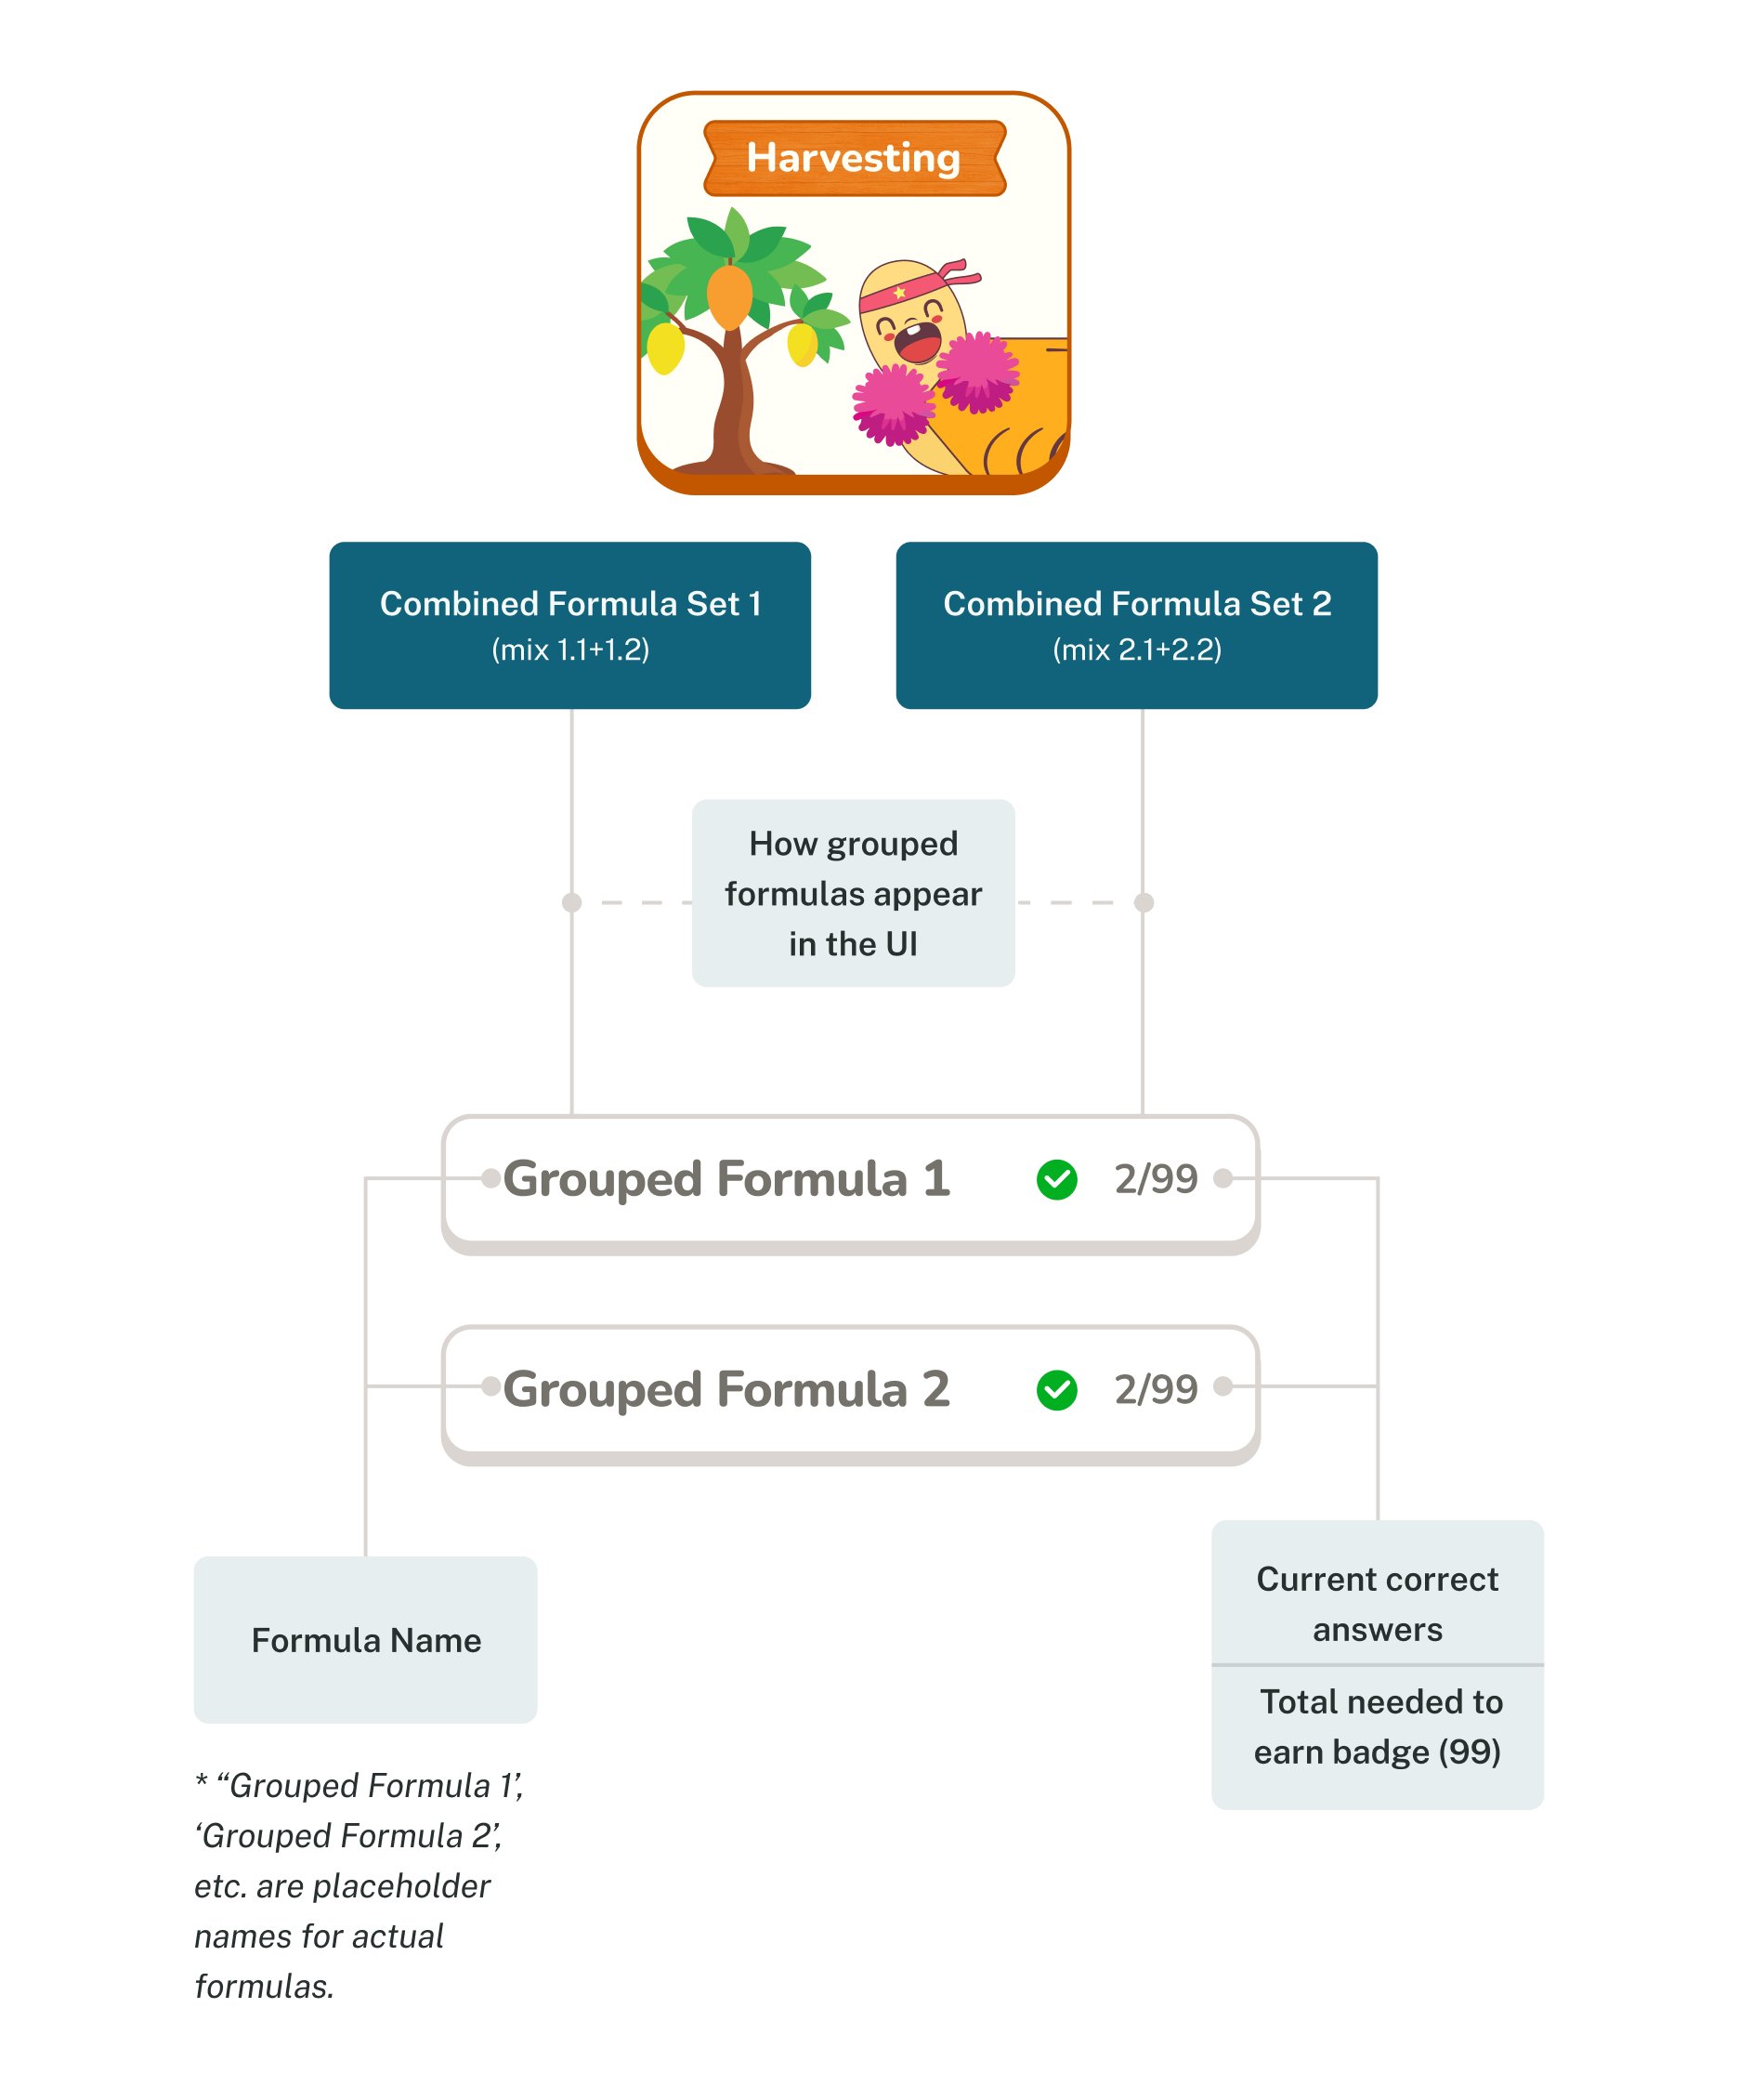 Harvesting
Combined Formula Set 1
(mix 1.1+1.2)
Combined Formula Set 2
(mix 2.1+2.2)
How grouped
formulas appear
in the UI
Grouped Formula 1
2/99
Grouped Formula 2
2/99
Formula Name
* “Grouped Formula 1’,
‘Grouped Formula 2’,
etc. are placeholder
names for actual
formulas.
Current correct
answers
Total needed to
earn badge (99)